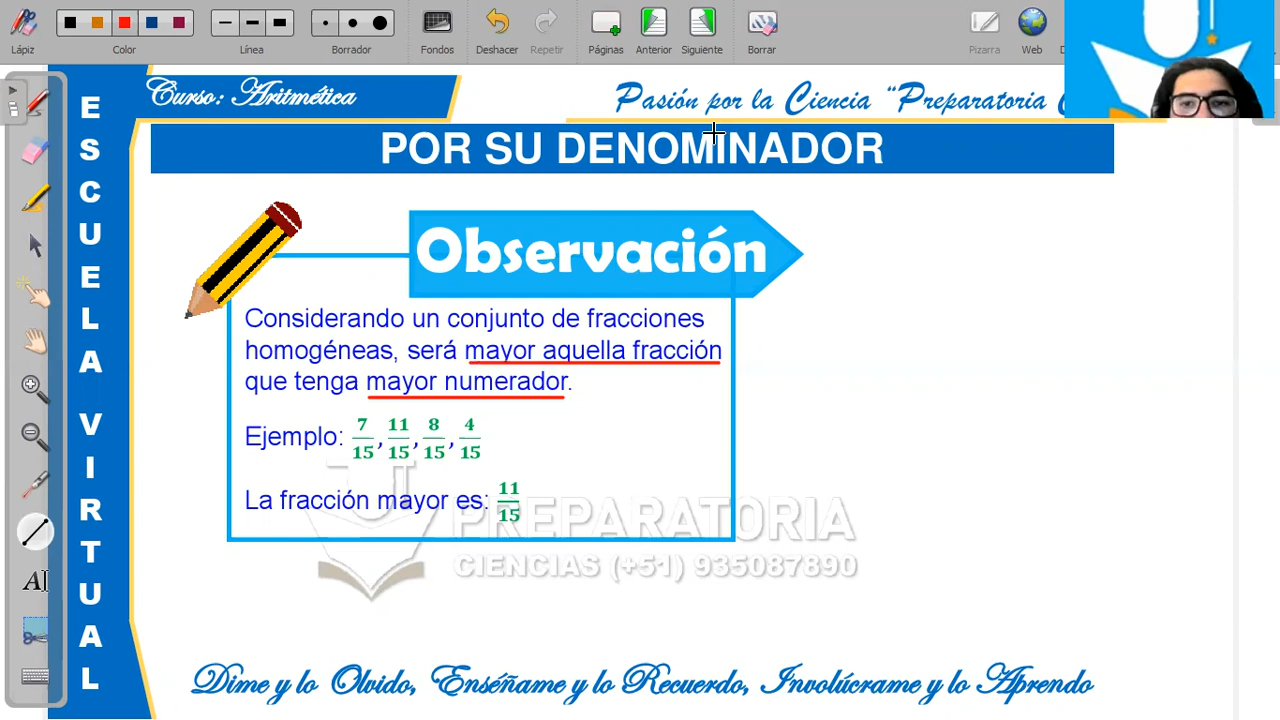 Lápiz
Color
Línea
Borrador
Fondos
Deshacer
Repetir
Páginas
Anterior
Siguiente
Borrar
Pizarra
Web
Curso: Aritmética
Pasión por la Ciencia “Preparatoria
ESCUELA VIRTUAL
POR SU DENOMINADOR
Observación
Considerando un conjunto de fracciones
homogéneas, será mayor aquella fracción
que tenga mayor numerador.
Ejemplo: 7/15, 11/15, 8/15, 4/15
La fracción mayor es: 11/15
PREPARATORIA
CIENCIAS (+51) 935087890
Dime y lo Olvido, Enséñame y lo Recuerdo, Involúcrame y lo Aprendo